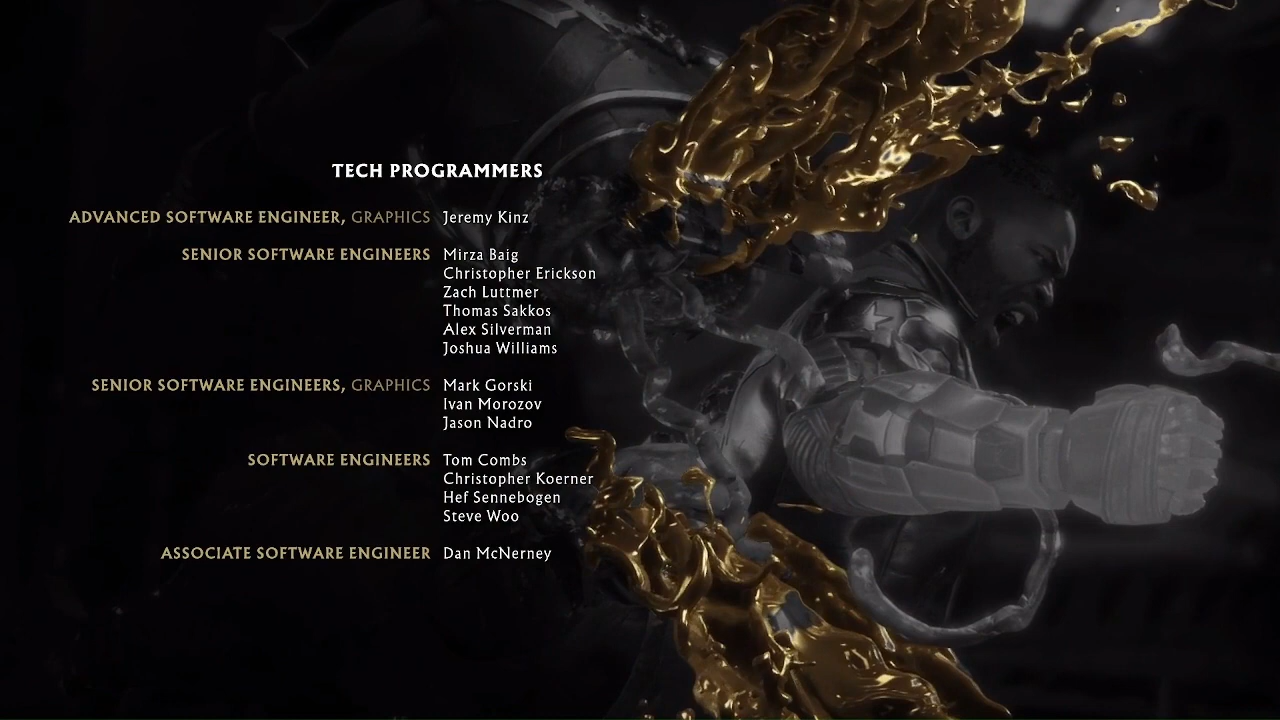 TECH PROGRAMMERS
ADVANCED SOFTWARE ENGINEER, GRAPHICS Jeremy Kinz
SENIOR SOFTWARE ENGINEERS Mirza Baig
Christopher Erickson
Zach Luttmer
Thomas Sakkos
Alex Silverman
Joshua Williams
SENIOR SOFTWARE ENGINEERS, GRAPHICS Mark Gorski
Ivan Morozov
Jason Nadro
SOFTWARE ENGINEERS Tom Combs
Christopher Koerner
Hef Sennebogen
Steve Woo
ASSOCIATE SOFTWARE ENGINEER Dan McNerney